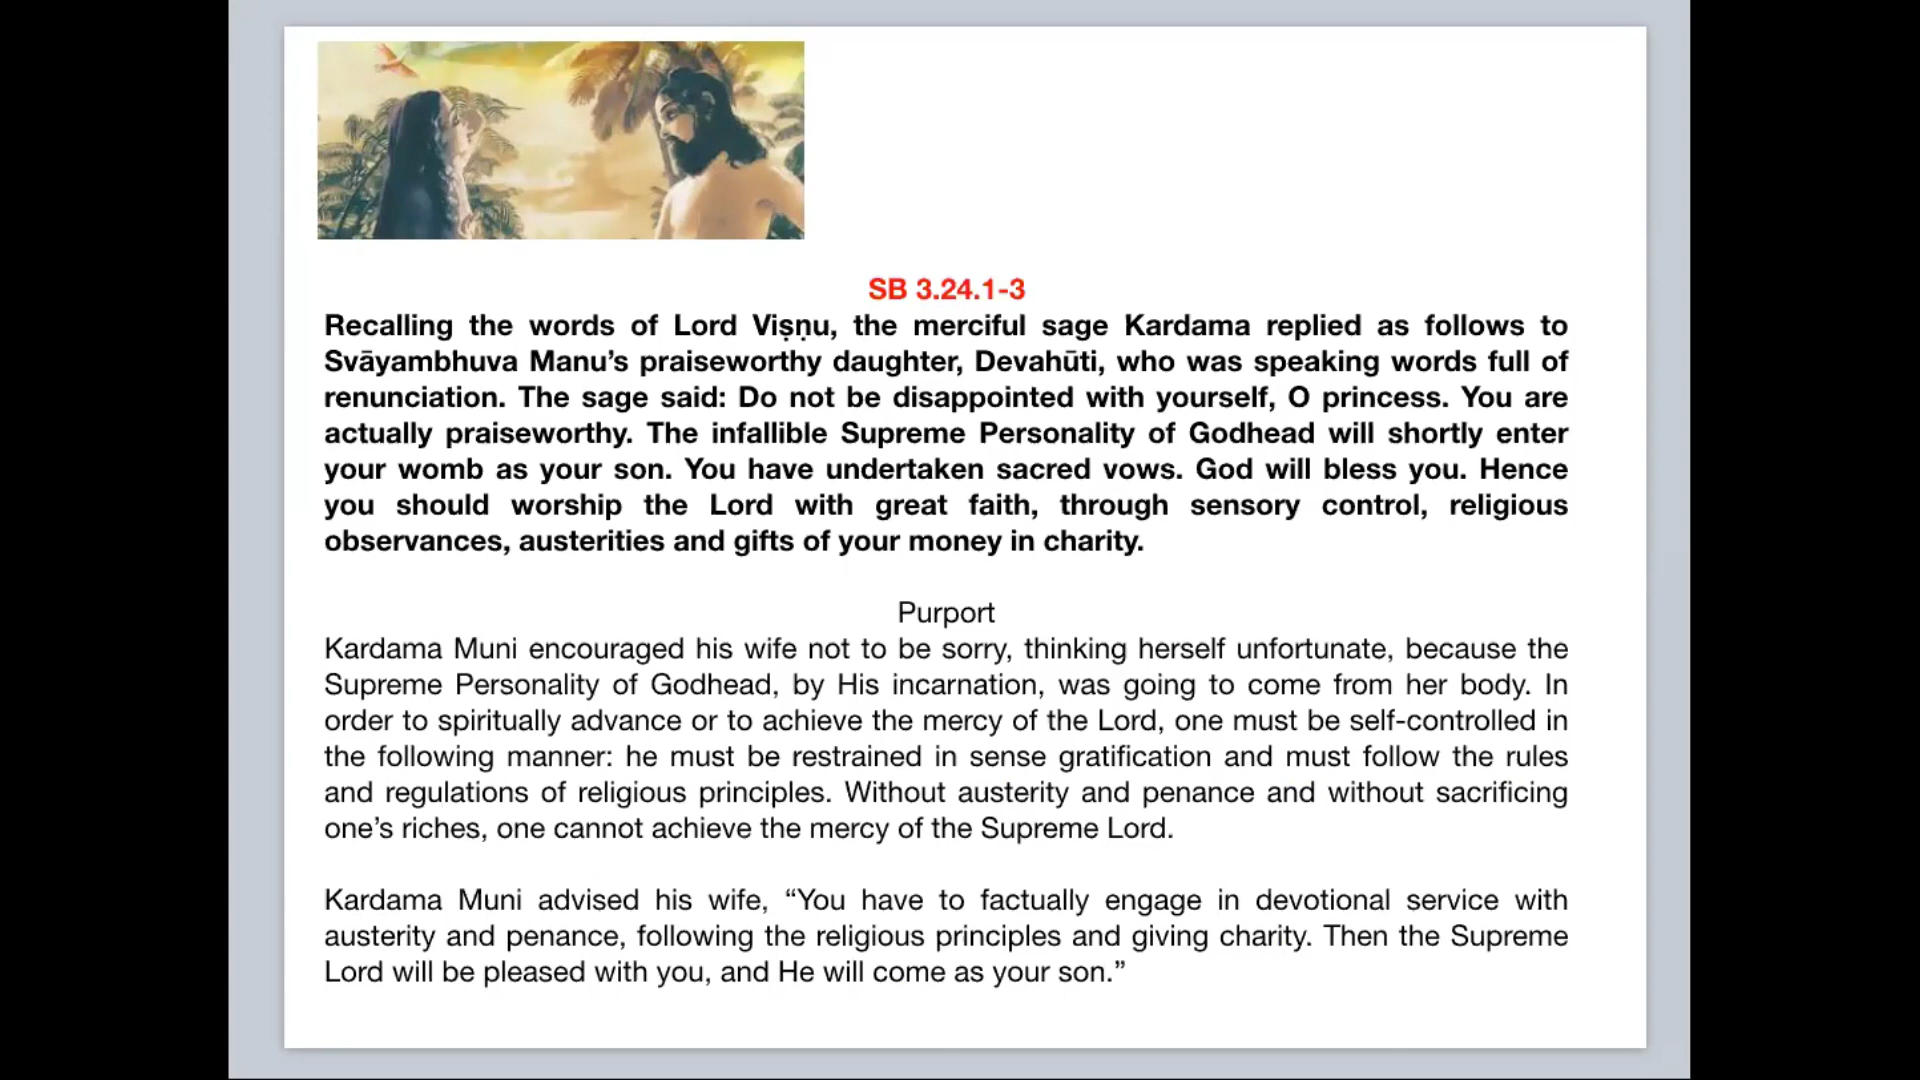 SB 3.24.1-3
Recalling the words of Lord Viṣṇu, the merciful sage Kardama replied as follows to
Svāyambhuva Manu’s praiseworthy daughter, Devahūti, who was speaking words full of
renunciation. The sage said: Do not be disappointed with yourself, O princess. You are
actually praiseworthy. The infallible Supreme Personality of Godhead will shortly enter
your womb as your son. You have undertaken sacred vows. God will bless you. Hence
you should worship the Lord with great faith, through sensory control, religious
observances, austerities and gifts of your money in charity.
Purport
Kardama Muni encouraged his wife not to be sorry, thinking herself unfortunate, because the
Supreme Personality of Godhead, by His incarnation, was going to come from her body. In
order to spiritually advance or to achieve the mercy of the Lord, one must be self-controlled in
the following manner: he must be restrained in sense gratification and must follow the rules
and regulations of religious principles. Without austerity and penance and without sacrificing
one’s riches, one cannot achieve the mercy of the Supreme Lord.
Kardama Muni advised his wife, “You have to factually engage in devotional service with
austerity and penance, following the religious principles and giving charity. Then the Supreme
Lord will be pleased with you, and He will come as your son.”